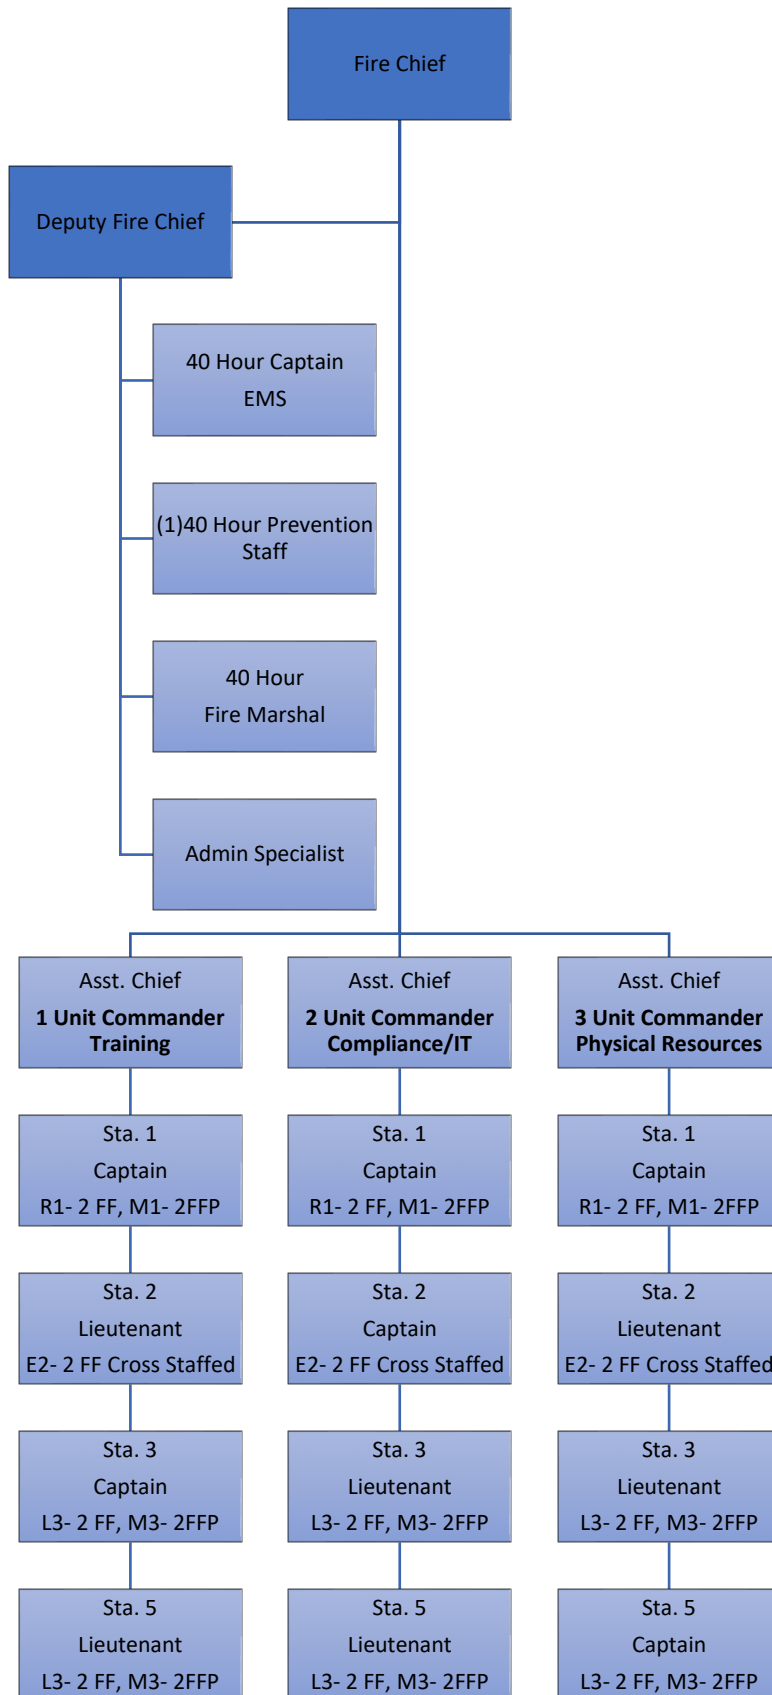 Fire Chief
Deputy Fire Chief
40 Hour Captain
EMS
(1)40 Hour Prevention
Staff
40 Hour
Fire Marshal
Admin Specialist
Asst. Chief
1 Unit Commander
Training
Asst. Chief
2 Unit Commander
Compliance/IT
Asst. Chief
3 Unit Commander
Physical Resources
Sta. 1
Captain
R1- 2 FF, M1- 2FFP
Sta. 1
Captain
R1- 2 FF, M1- 2FFP
Sta. 1
Captain
R1- 2 FF, M1- 2FFP
Sta. 2
Lieutenant
E2- 2 FF Cross Staffed
Sta. 2
Captain
E2- 2 FF Cross Staffed
Sta. 2
Lieutenant
E2- 2 FF Cross Staffed
Sta. 3
Captain
L3- 2 FF, M3- 2FFP
Sta. 3
Lieutenant
L3- 2 FF, M3- 2FFP
Sta. 3
Lieutenant
L3- 2 FF, M3- 2FFP
Sta. 5
Lieutenant
L3- 2 FF, M3- 2FFP
Sta. 5
Lieutenant
L3- 2 FF, M3- 2FFP
Sta. 5
Captain
L3- 2 FF, M3- 2FFP